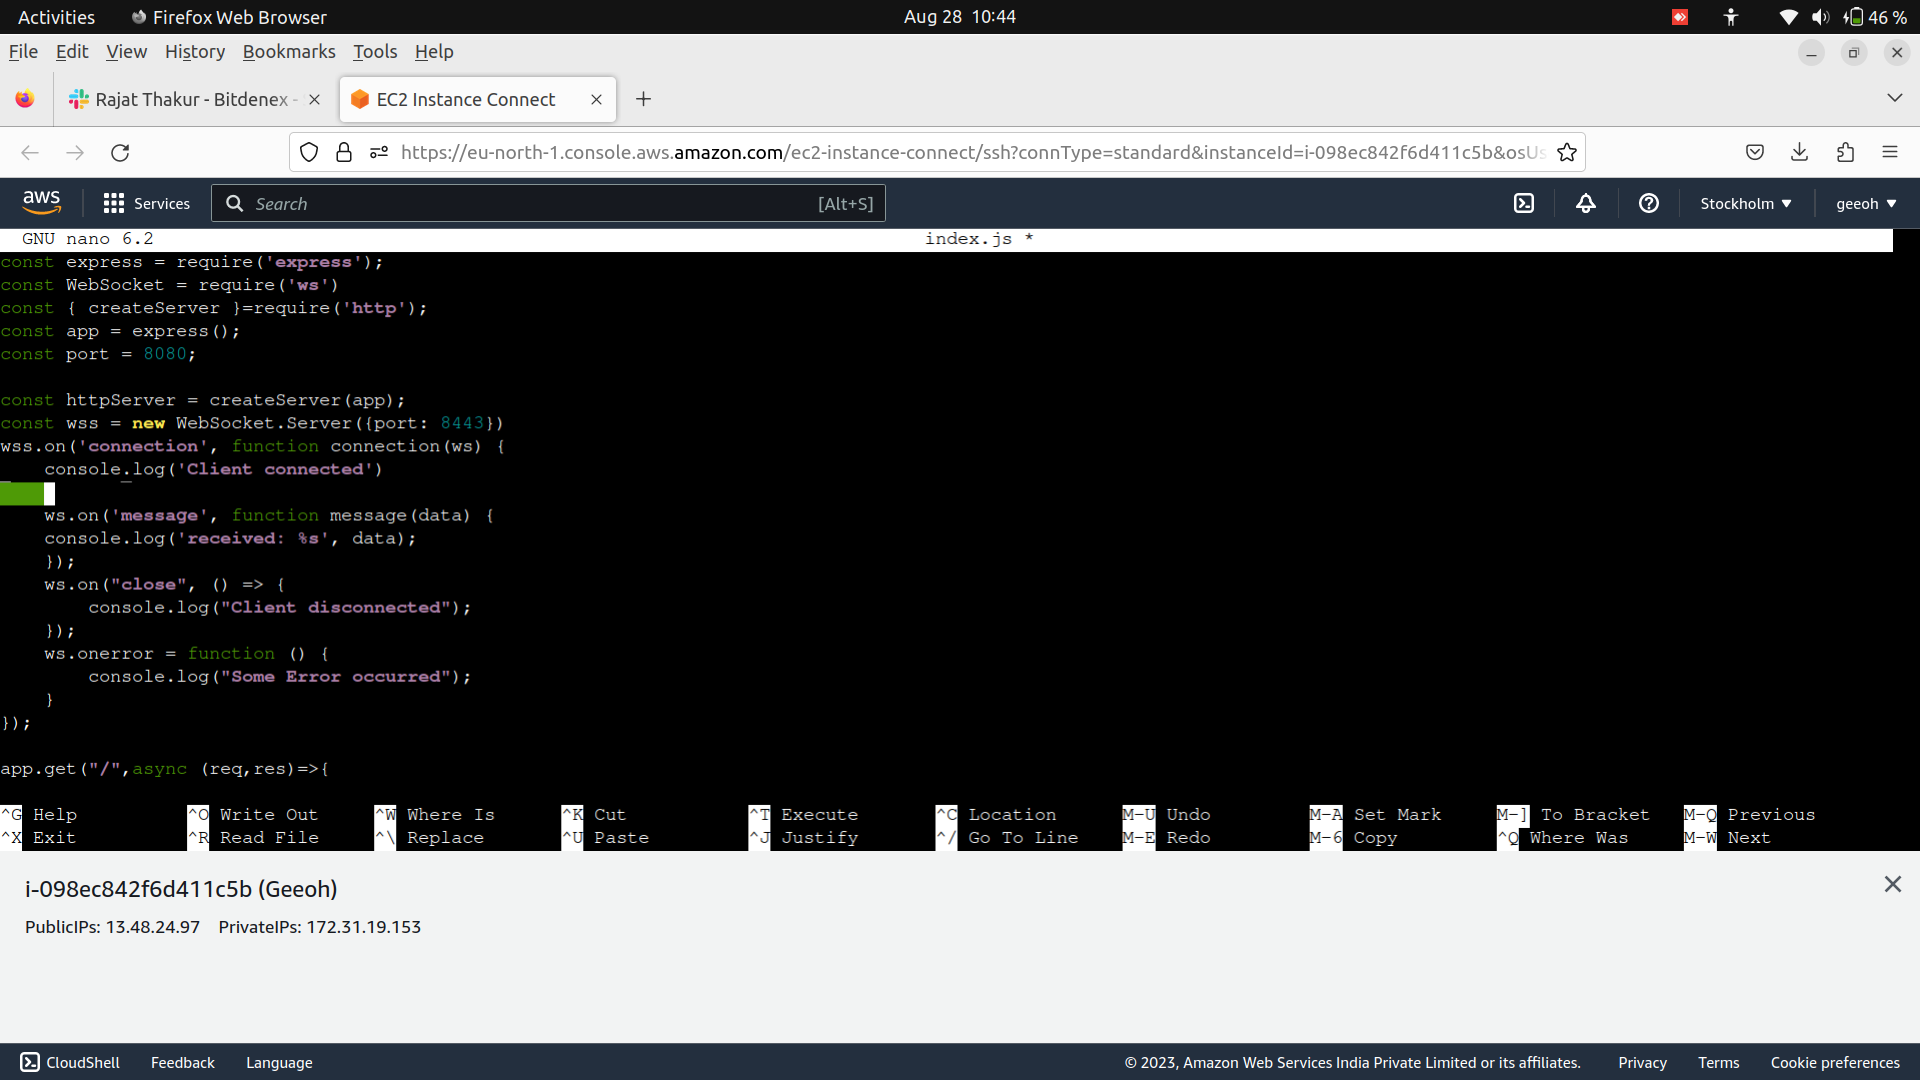 Activities Firefox Web Browser Aug 28 10:44 46 %
File Edit View History Bookmarks Tools Help
Rajat Thakur - Bitdenex - EC2 Instance Connect
https://eu-north-1.console.aws.amazon.com/ec2-instance-connect/ssh?connType=standard&instanceId=i-098ec842f6d411c5b&osUs
aws Services Search [Alt+S] Stockholm geeoh
GNU nano 6.2 index.js *
const express = require('express');
const WebSocket = require('ws')
const { createServer }=require('http');
const app = express();
const port = 8080;
const httpServer = createServer(app);
const wss = new WebSocket.Server({port: 8443})
wss.on('connection', function connection(ws) {
    console.log('Client connected')
    ws.on('message', function message(data) {
    console.log('received: %s', data);
    });
    ws.on("close", () => {
        console.log("Client disconnected");
    });
    ws.onerror = function () {
        console.log("Some Error occurred");
    }
});
app.get("/",async (req,res)=>{
^G Help ^O Write Out ^W Where Is ^K Cut ^T Execute ^C Location M-U Undo M-A Set Mark M-] To Bracket M-Q Previous
^X Exit ^R Read File ^\ Replace ^U Paste ^J Justify ^/ Go To Line M-E Redo M-6 Copy ^Q Where Was M-W Next
i-098ec842f6d411c5b (Geeoh)
PublicIPs: 13.48.24.97 PrivateIPs: 172.31.19.153
CloudShell Feedback Language © 2023, Amazon Web Services India Private Limited or its affiliates. Privacy Terms Cookie preferences